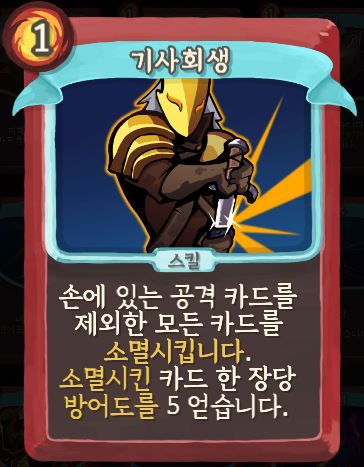 1
기사회생
스킬
손에 있는 공격 카드를
제외한 모든 카드를
소멸시킵니다.
소멸시킨 카드 한 장당
방어도를 5 얻습니다.